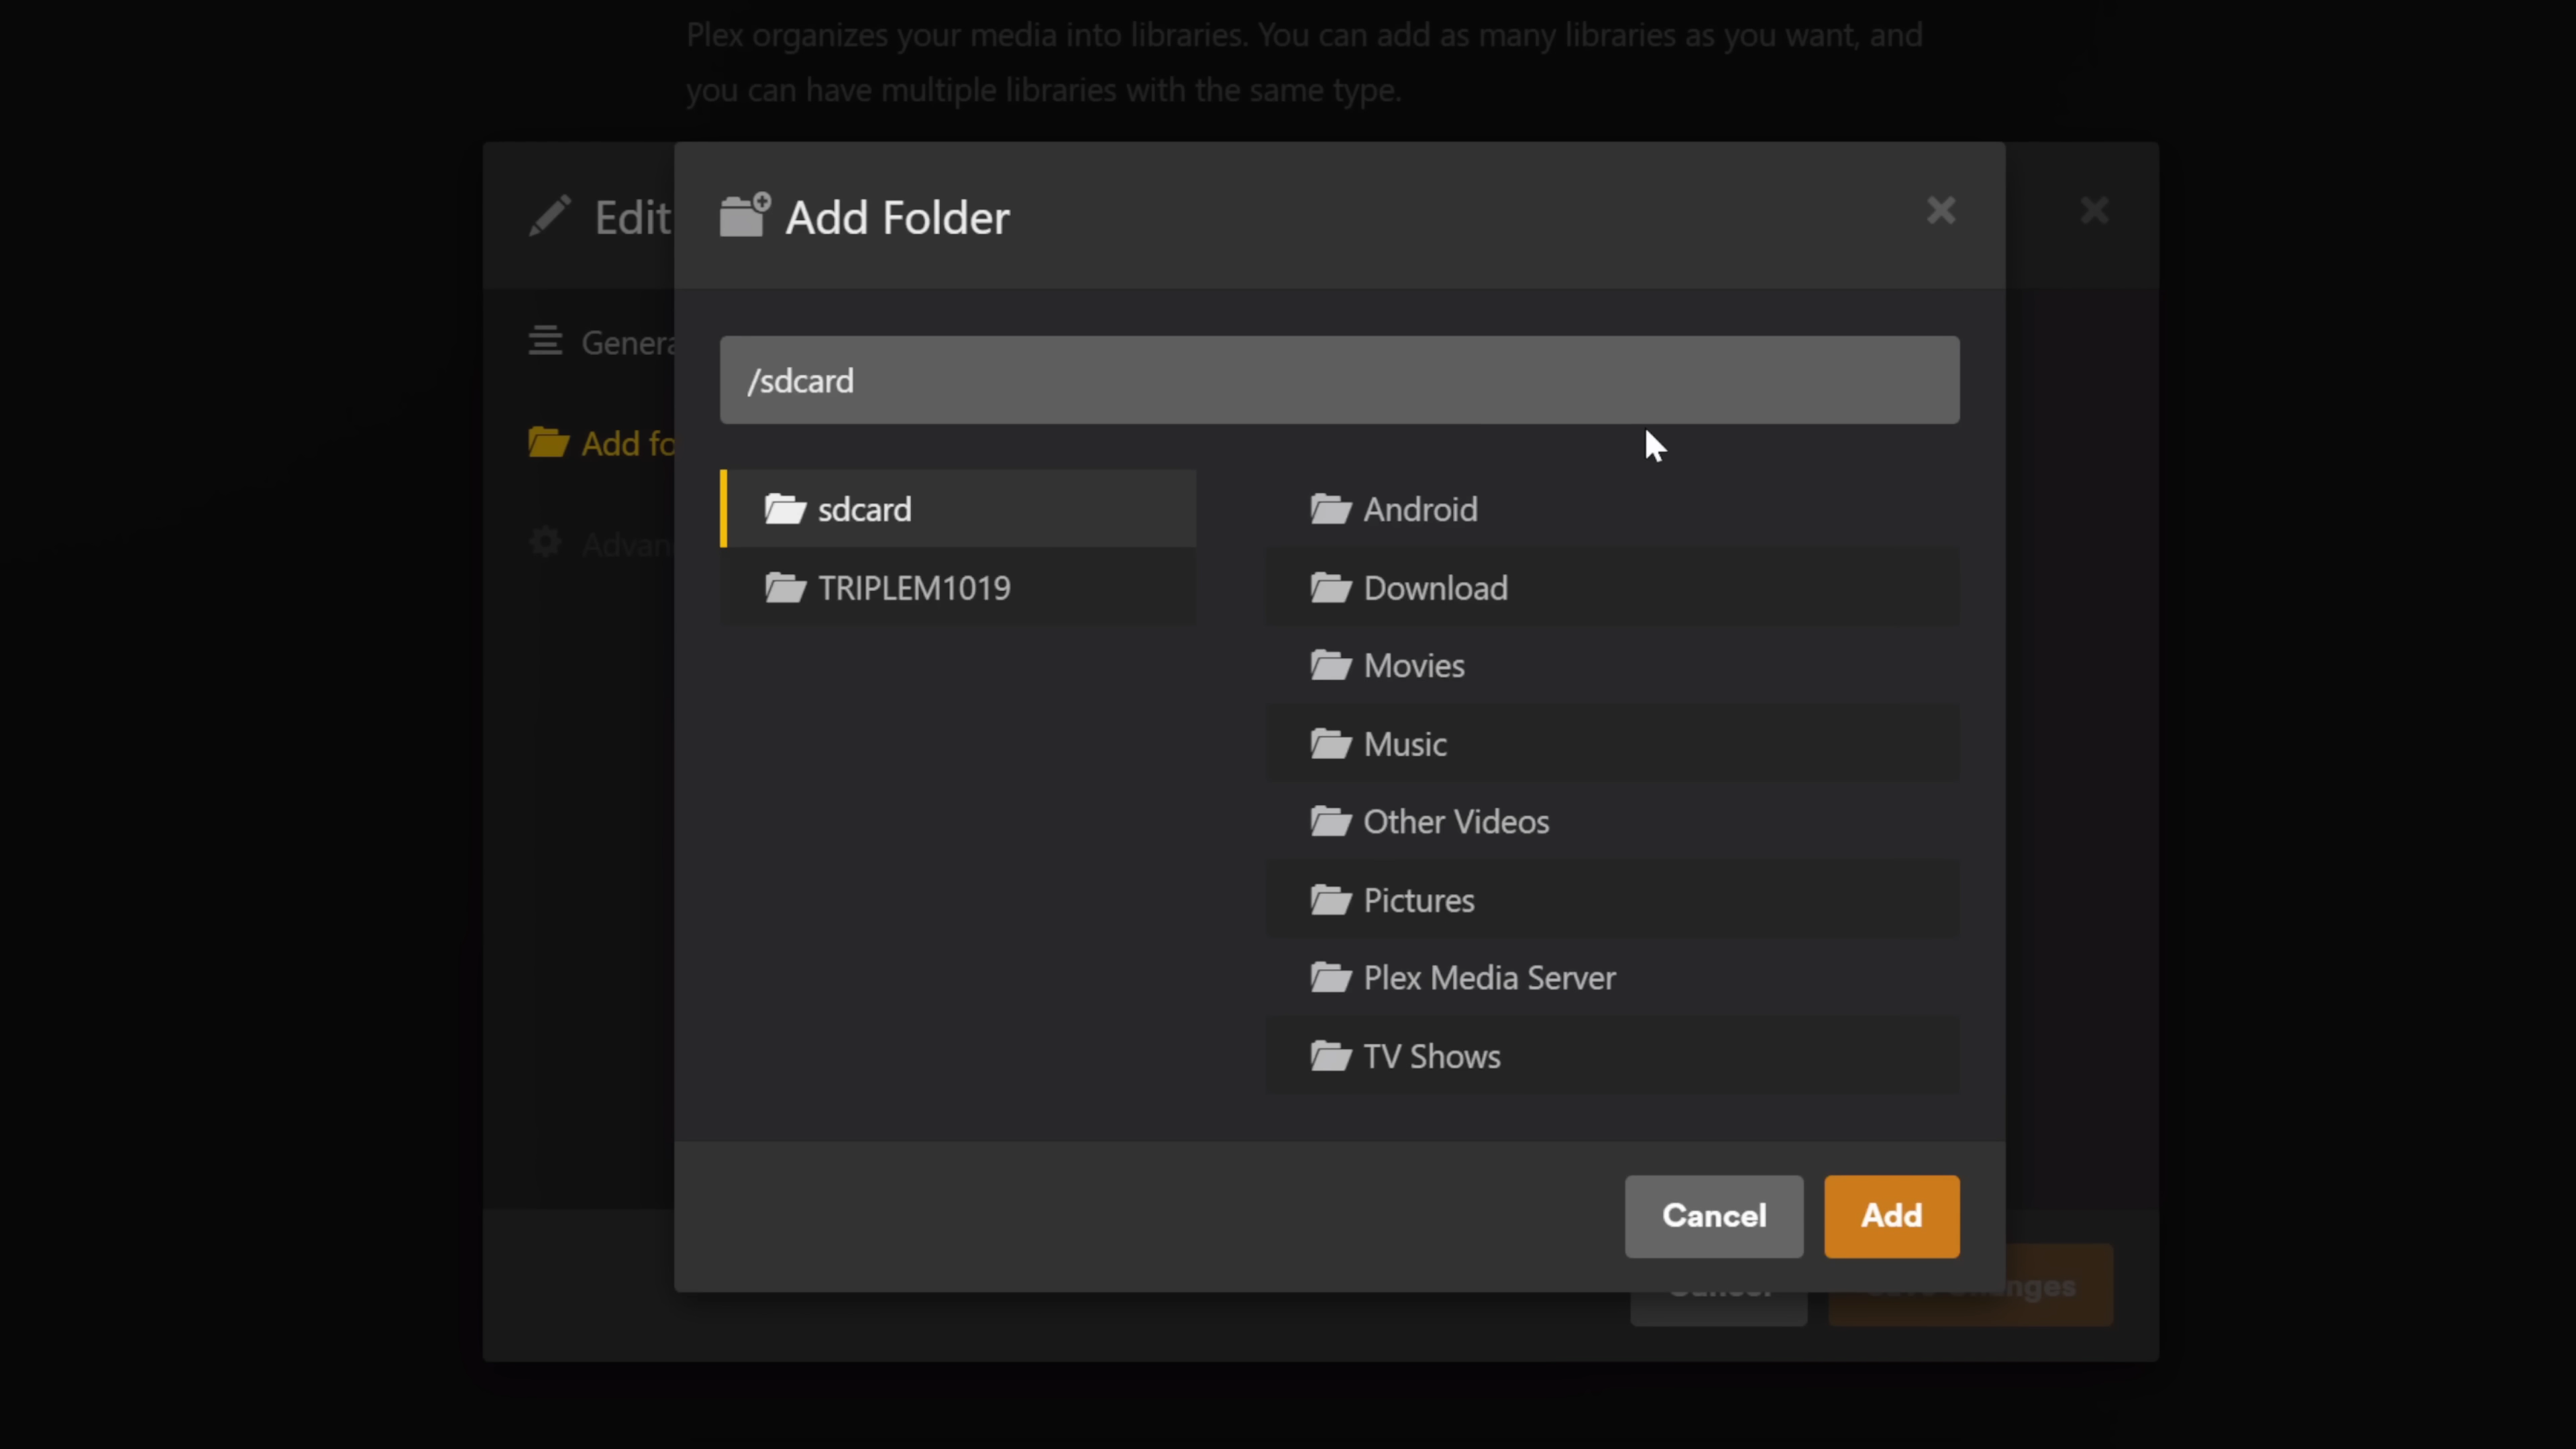 Plex organizes your media into libraries. You can add as many libraries as you want, and
you can have multiple libraries with the same type.
Edit
Add Folder
Genera
/sdcard
Add fo
sdcard
Android
Advan
TRIPLEM1019
Download
Movies
Music
Other Videos
Pictures
Plex Media Server
TV Shows
Cancel
Add
nges